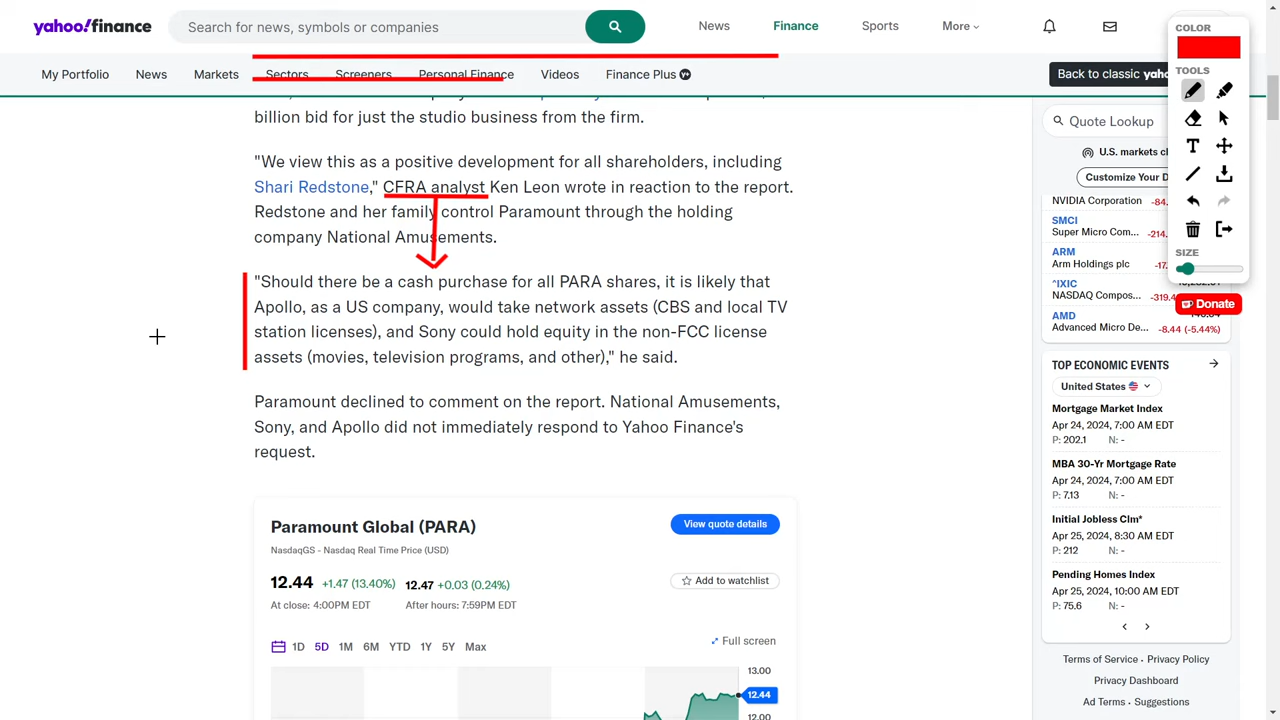 yahoo!finance
Search for news, symbols or companies
News
Finance
Sports
More
My Portfolio
News
Markets
Sectors
Screeners
Personal Finance
Videos
Finance Plus
Back to classic
billion bid for just the studio business from the firm.
"We view this as a positive development for all shareholders, including
Shari Redstone," CFRA analyst Ken Leon wrote in reaction to the report.
Redstone and her family control Paramount through the holding
company National Amusements.
"Should there be a cash purchase for all PARA shares, it is likely that
Apollo, as a US company, would take network assets (CBS and local TV
station licenses), and Sony could hold equity in the non-FCC license
assets (movies, television programs, and other)," he said.
Paramount declined to comment on the report. National Amusements,
Sony, and Apollo did not immediately respond to Yahoo Finance's
request.
Paramount Global (PARA)
View quote details
NasdaqGS - Nasdaq Real Time Price (USD)
12.44 +1.47 (13.40%) 12.47 +0.03 (0.24%)
Add to watchlist
At close: 4:00PM EDT After hours: 7:59PM EDT
1D 5D 1M 6M YTD 1Y 5Y Max
Full screen
13.00
12.44
12.00
COLOR
TOOLS
T
SIZE
Donate
Quote Lookup
U.S. markets cl
Customize Your D
NVIDIA Corporation -84.
SMCI
Super Micro Com... -214.
ARM
Arm Holdings plc -17.
^IXIC
NASDAQ Compos... -319.4
AMD
Advanced Micro De... -8.44 (-5.44%)
TOP ECONOMIC EVENTS
United States
Mortgage Market Index
Apr 24, 2024, 7:00 AM EDT
P: 202.1 N: -
MBA 30-Yr Mortgage Rate
Apr 24, 2024, 7:00 AM EDT
P: 7.13 N: -
Initial Jobless Clm*
Apr 25, 2024, 8:30 AM EDT
P: 212 N: -
Pending Homes Index
Apr 25, 2024, 10:00 AM EDT
P: 75.6 N: -
Terms of Service • Privacy Policy
Privacy Dashboard
Ad Terms • Suggestions